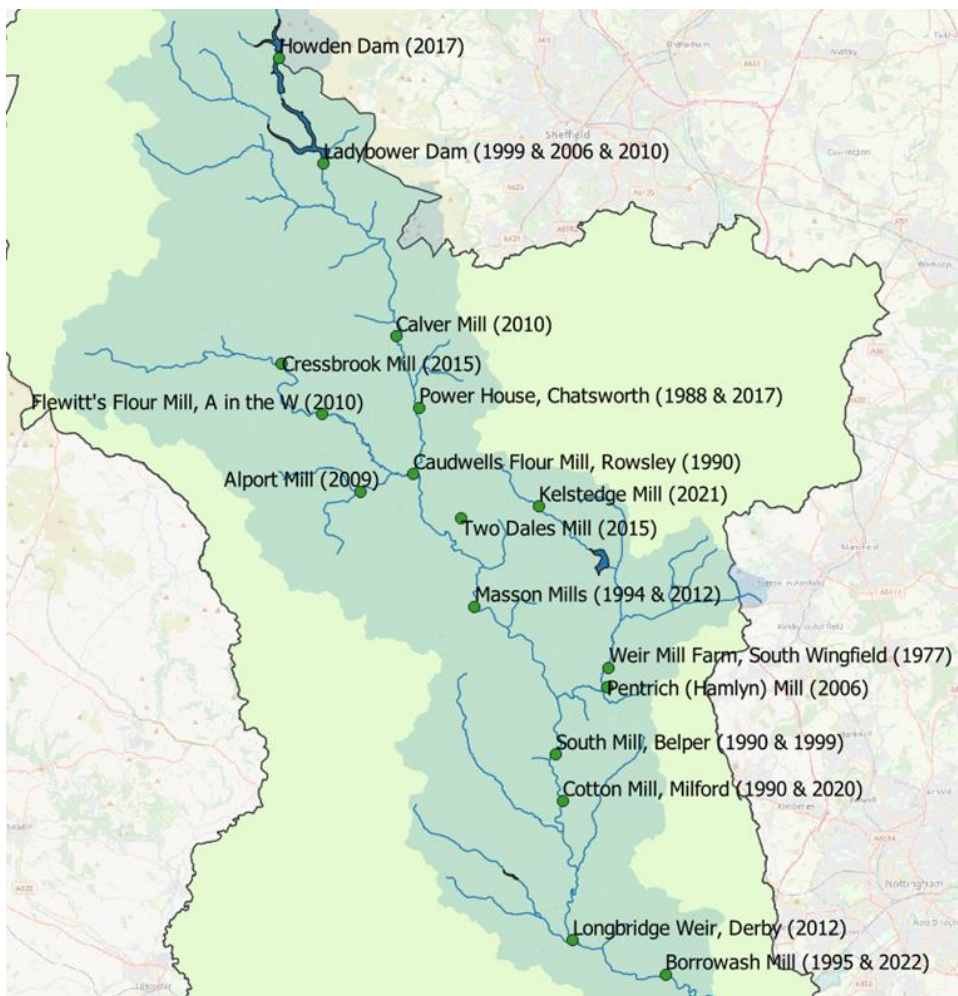 Howden Dam (2017)
Sheffield
Ladybower Dam (1999 & 2006 & 2010)
Calver Mill (2010)
Cressbrook Mill (2015)
Flewitt's Flour Mill, A in the W (2010)
Power House, Chatsworth (1988 & 2017)
Caudwells Flour Mill, Rowsley (1990)
Alport Mill (2009)
Kelstedge Mill (2021)
Two Dales Mill (2015)
Masson Mills (1994 & 2012)
Weir Mill Farm, South Wingfield (1977)
Pentrich (Hamlyn) Mill (2006)
South Mill, Belper (1990 & 1999)
Cotton Mill, Milford (1990 & 2020)
Nottingham
Longbridge Weir, Derby (2012)
Borrowash Mill (1995 & 2022)